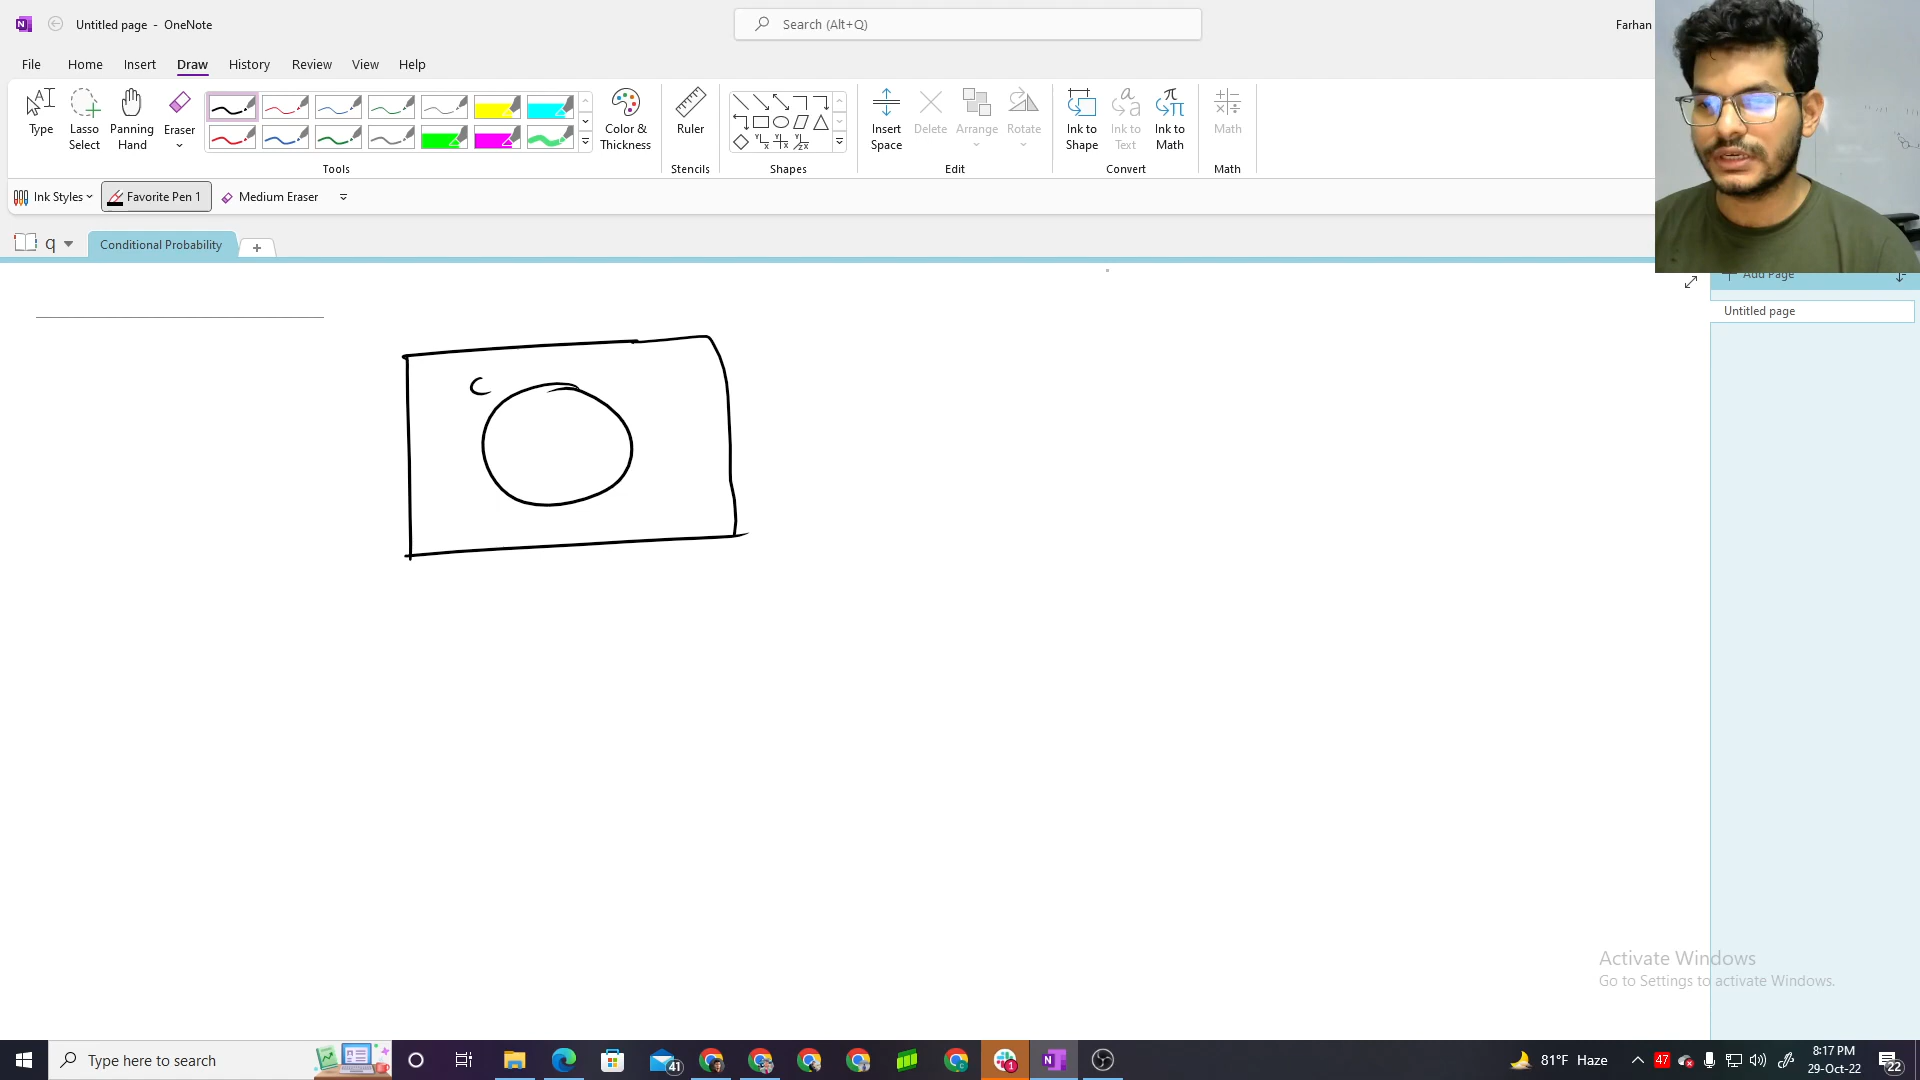 Untitled page - OneNote
Search (Alt+Q)
Farhan
File Home Insert Draw History Review View Help
Type
Lasso Select
Panning Hand
Eraser
Color & Thickness
Ruler
Insert Space
Delete
Arrange
Rotate
Ink to Shape
Ink to Text
Ink to Math
Math
Tools Stencils Shapes Edit Convert Math
Ink Styles Favorite Pen 1 Medium Eraser
q Conditional Probability
Add Page
Untitled page
C
Activate Windows
Go to Settings to activate Windows.
Type here to search
41
1
81°F Haze
47
8:17 PM
29-Oct-22
22